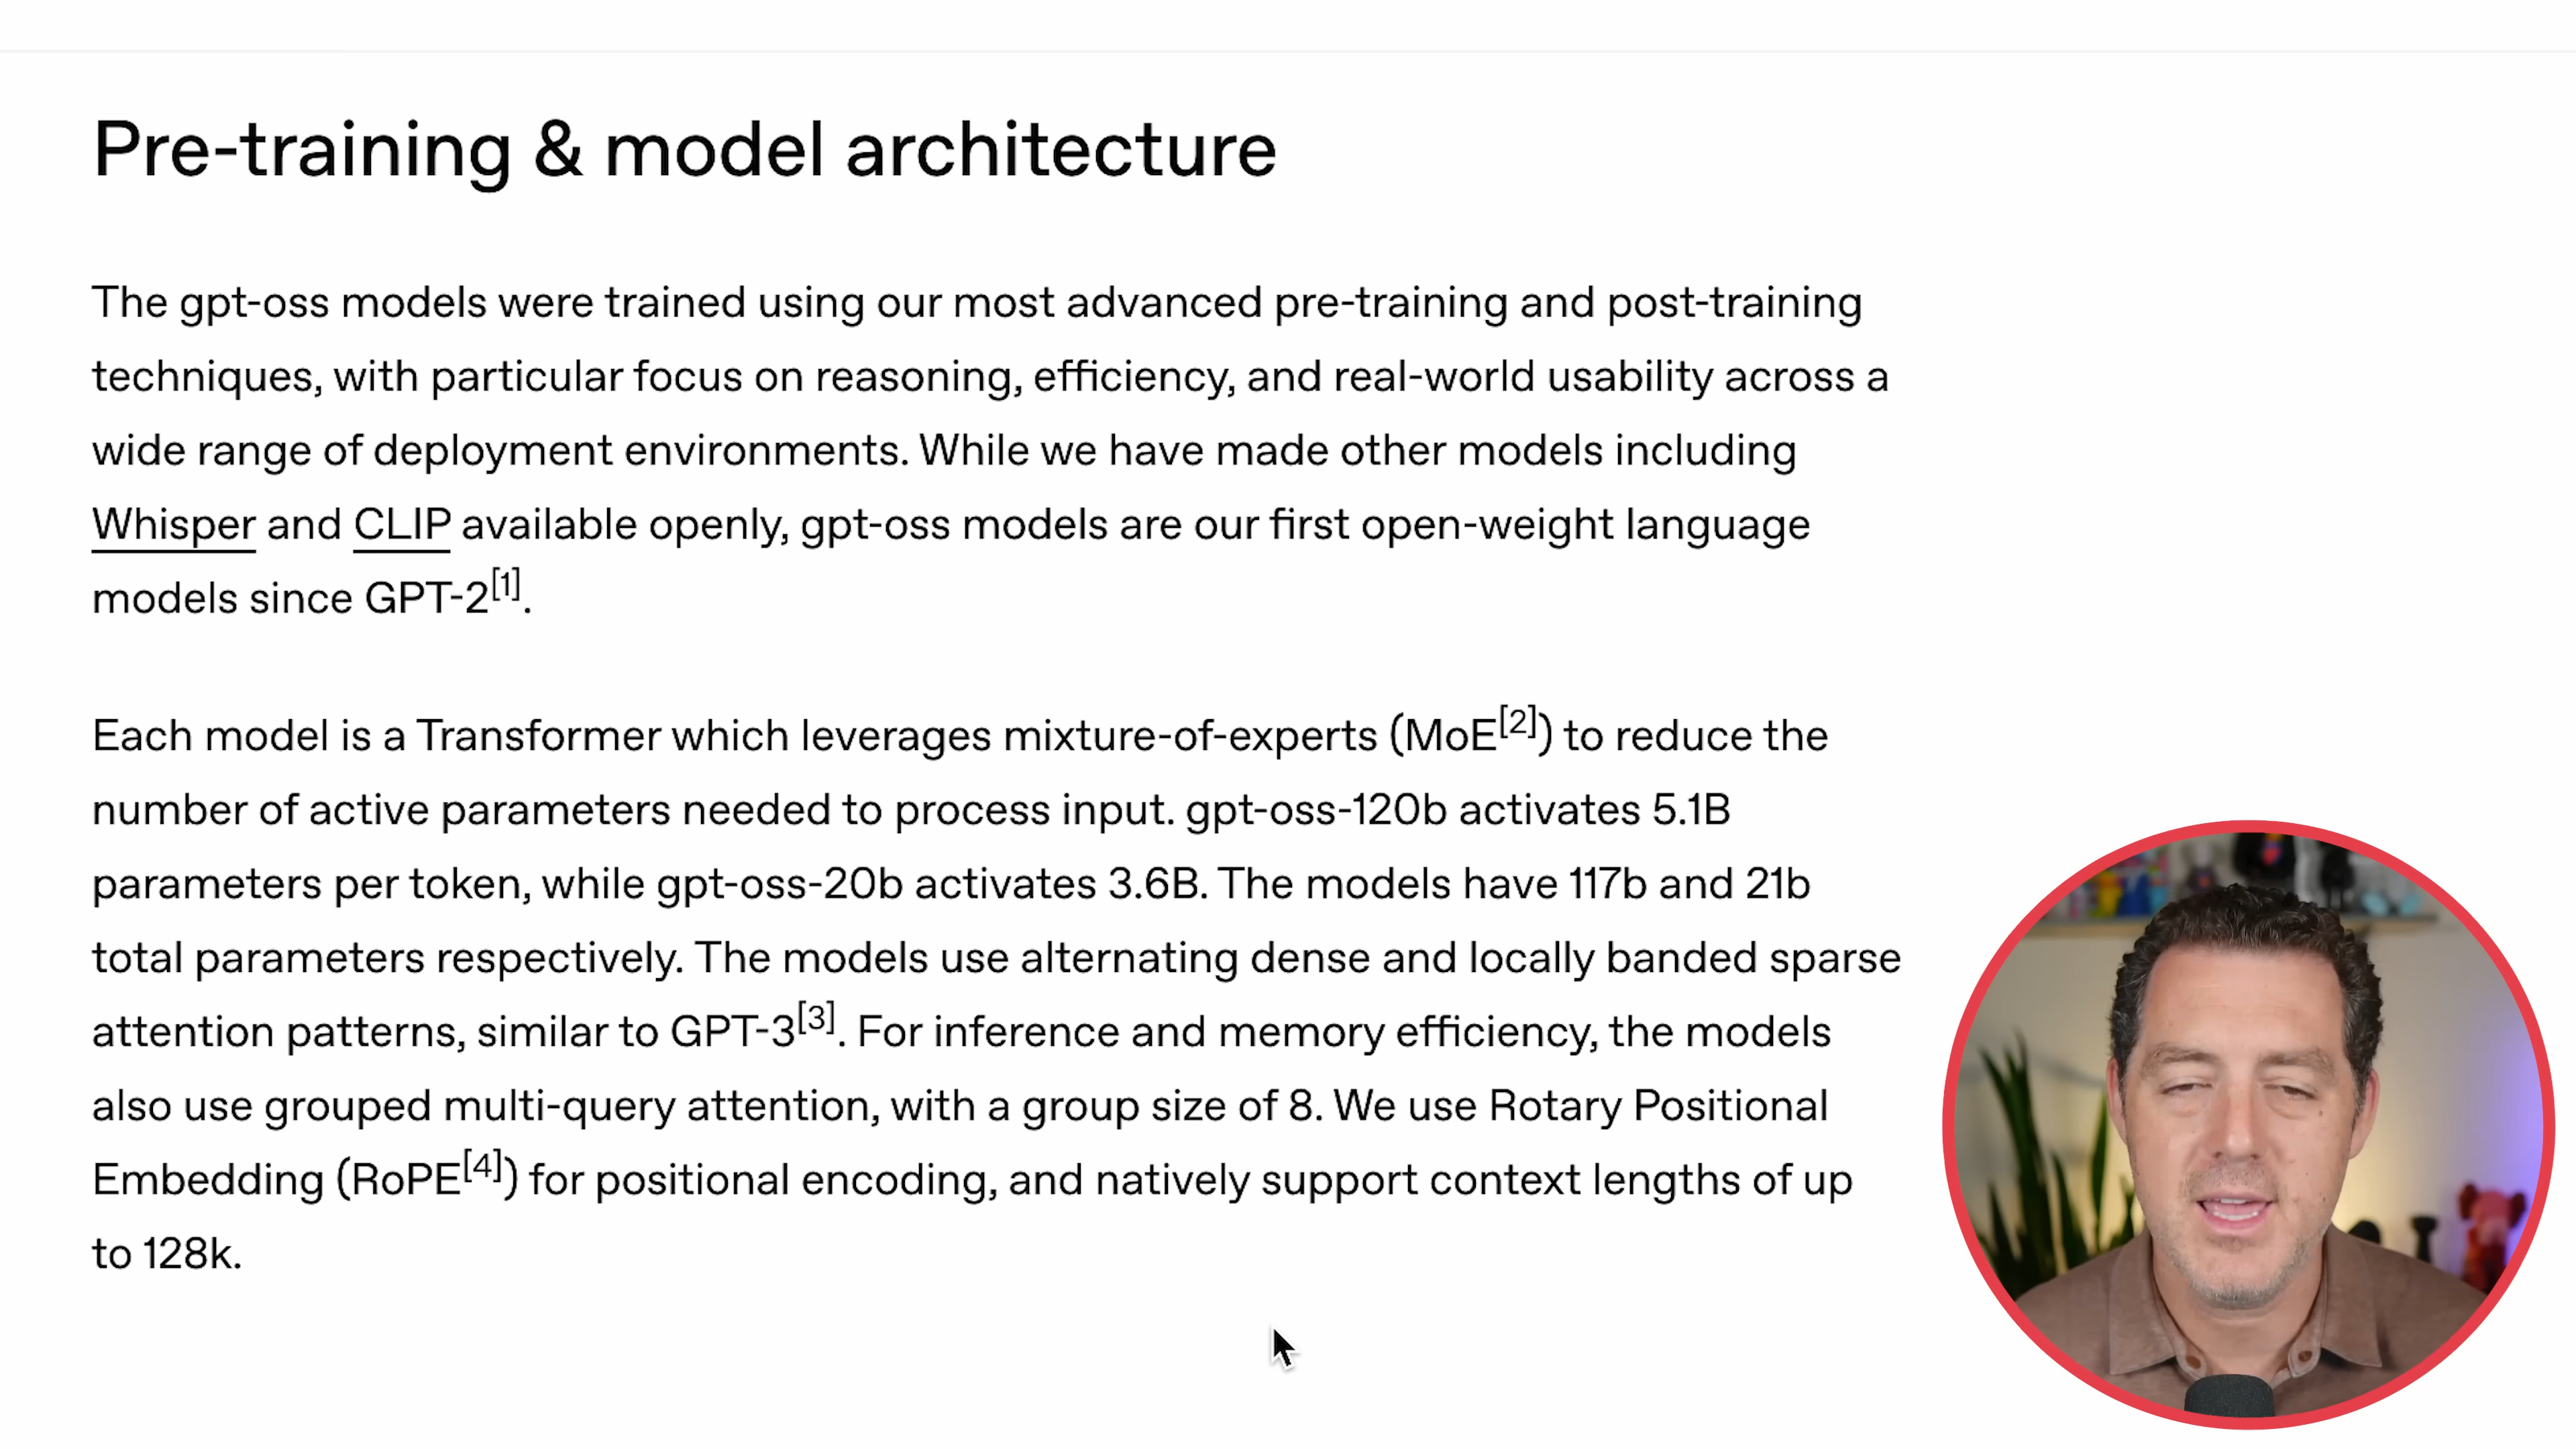 Pre-training & model architecture
The gpt-oss models were trained using our most advanced pre-training and post-training
techniques, with particular focus on reasoning, efficiency, and real-world usability across a
wide range of deployment environments. While we have made other models including
Whisper and CLIP available openly, gpt-oss models are our first open-weight language
models since GPT-2[1].
Each model is a Transformer which leverages mixture-of-experts (MoE[2]) to reduce the
number of active parameters needed to process input. gpt-oss-120b activates 5.1B
parameters per token, while gpt-oss-20b activates 3.6B. The models have 117b and 21b
total parameters respectively. The models use alternating dense and locally banded sparse
attention patterns, similar to GPT-3[3]. For inference and memory efficiency, the models
also use grouped multi-query attention, with a group size of 8. We use Rotary Positional
Embedding (RoPE[4]) for positional encoding, and natively support context lengths of up
to 128k.